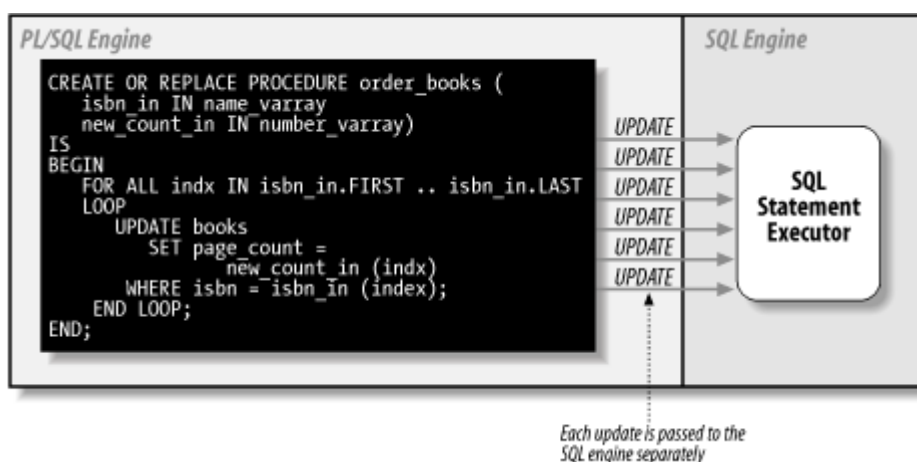 PL/SQL Engine
SQL Engine
CREATE OR REPLACE PROCEDURE order_books (
isbn_in IN name_varray
new_count_in IN number_varray)
IS
BEGIN
FOR ALL indx IN isbn_in.FIRST .. isbn_in.LAST
LOOP
UPDATE books
SET page_count =
new_count_in (indx)
WHERE isbn = isbn_in (index);
END LOOP;
END;
UPDATE
UPDATE
UPDATE
UPDATE
UPDATE
UPDATE
SQL
Statement
Executor
Each update is passed to the
SQL engine separately